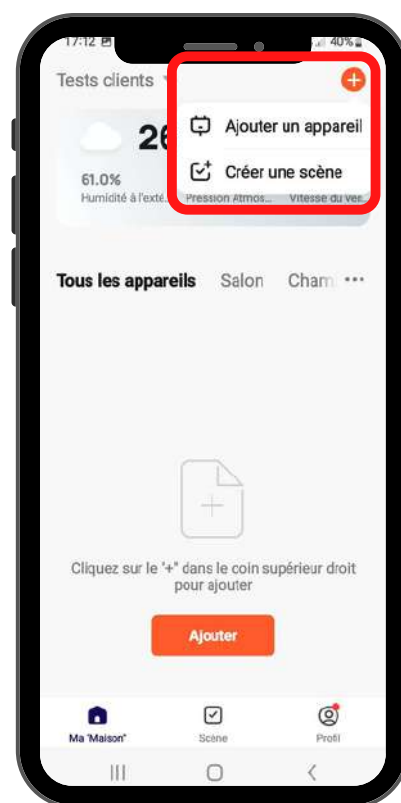 17:12
40%
Tests clients
Ajouter un appareil
26
Créer une scène
61.0%
Humidité à l'exté... Pression Atmos... Vitesse du ver...
Tous les appareils Salon Cham ...
Cliquez sur le "+" dans le coin supérieur droit
pour ajouter
Ajouter
Ma "Maison" Scene Profil